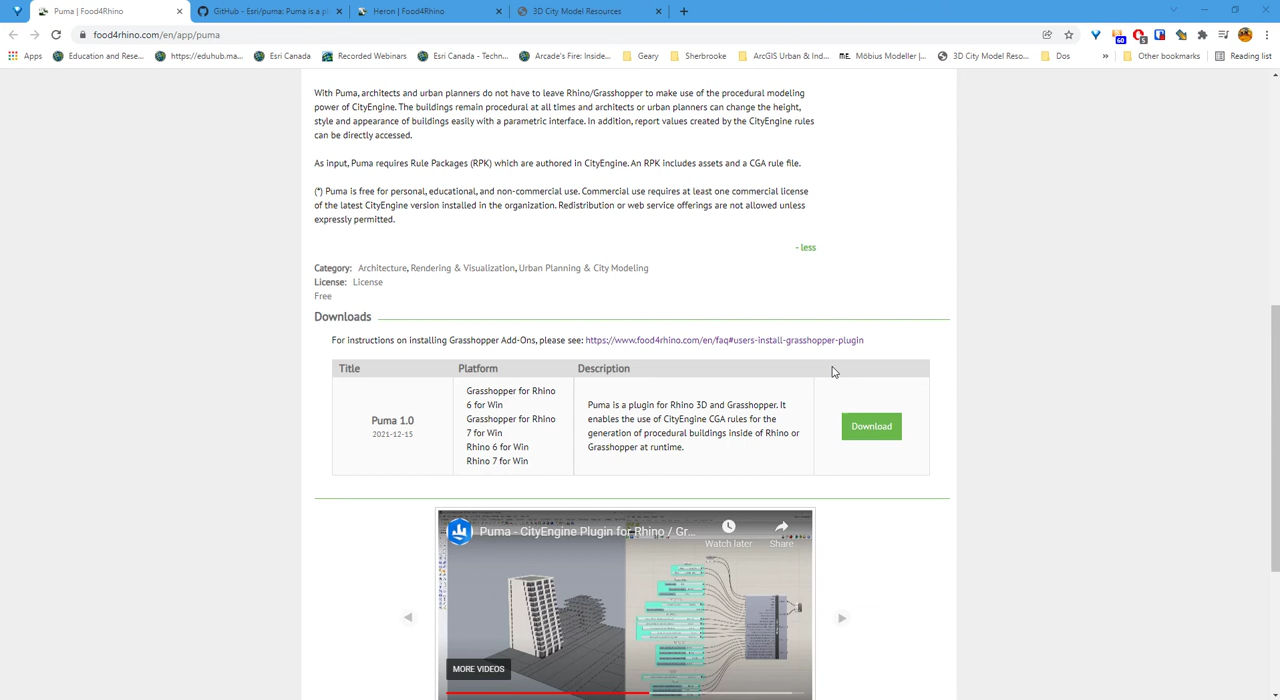 Puma | Food4Rhino
GitHub - Esri/puma: Puma is a pl
Heron | Food4Rhino
3D City Model Resources
food4rhino.com/en/app/puma
60
5
Apps
Education and Rese...
https://eduhub.ma...
Esri Canada
Recorded Webinars
Esri Canada - Techn...
Arcade's Fire: Inside...
Geary
Sherbrooke
ArcGIS Urban & Ind...
Möbius Modeller |...
3D City Model Reso...
Dos
»
Other bookmarks
Reading list
With Puma, architects and urban planners do not have to leave Rhino/Grasshopper to make use of the procedural modeling
power of CityEngine. The buildings remain procedural at all times and architects or urban planners can change the height,
style and appearance of buildings easily with a parametric interface. In addition, report values created by the CityEngine rules
can be directly accessed.
As input, Puma requires Rule Packages (RPK) which are authored in CityEngine. An RPK includes assets and a CGA rule file.
(*) Puma is free for personal, educational, and non-commercial use. Commercial use requires at least one commercial license
of the latest CityEngine version installed in the organization. Redistribution or web service offerings are not allowed unless
expressly permitted.
- less
Category: Architecture, Rendering & Visualization, Urban Planning & City Modeling
License: License
Free
Downloads
For instructions on installing Grasshopper Add-Ons, please see: https://www.food4rhino.com/en/faq#users-install-grasshopper-plugin
Title
Platform
Description
Puma 1.0
2021-12-15
Grasshopper for Rhino
6 for Win
Grasshopper for Rhino
7 for Win
Rhino 6 for Win
Rhino 7 for Win
Puma is a plugin for Rhino 3D and Grasshopper. It
enables the use of CityEngine CGA rules for the
generation of procedural buildings inside of Rhino or
Grasshopper at runtime.
Download
Puma - CityEngine Plugin for Rhino / Gr...
Watch later
Share
MORE VIDEOS